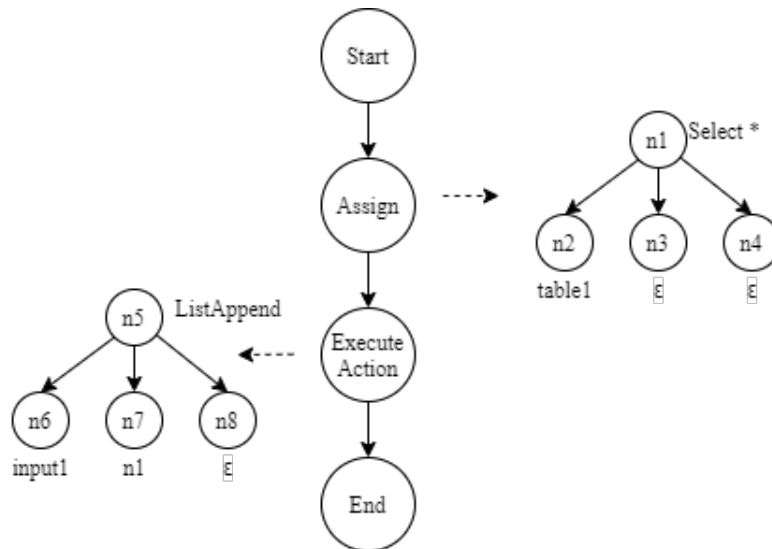 Start
n1
Select *
Assign
n2
n3
n4
table1
ε
ε
n5
ListAppend
Execute
Action
n6
n7
n8
input1
n1
ε
End